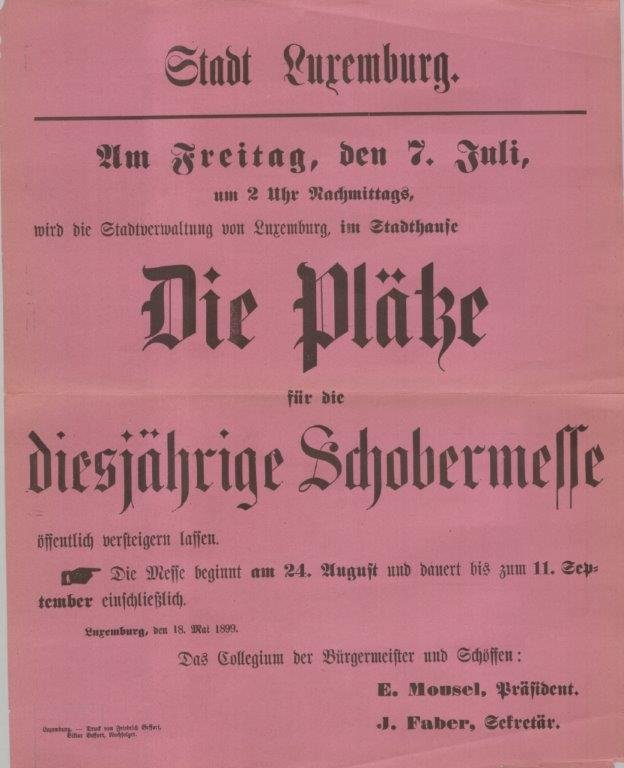 Stadt Luxemburg.
Am Freitag, den 7. Juli,
um 2 Uhr Nachmittags,
wird die Stadtverwaltung von Luxemburg, im Stadthause
Die Plätze
für die
diesjährige Schobermesse
öffentlich versteigern lassen.
Die Messe beginnt am 24. August und dauert bis zum 11. Sep-
tember einschließlich.
Luxemburg, den 18. Mai 1899.
Das Collegium der Bürgermeister und Schöffen:
E. Mousel, Präsident.
J. Faber, Sekretär.
Luxemburg. — Druck von Friedrich Beffort,
Viktor Beffort, Nachfolger.